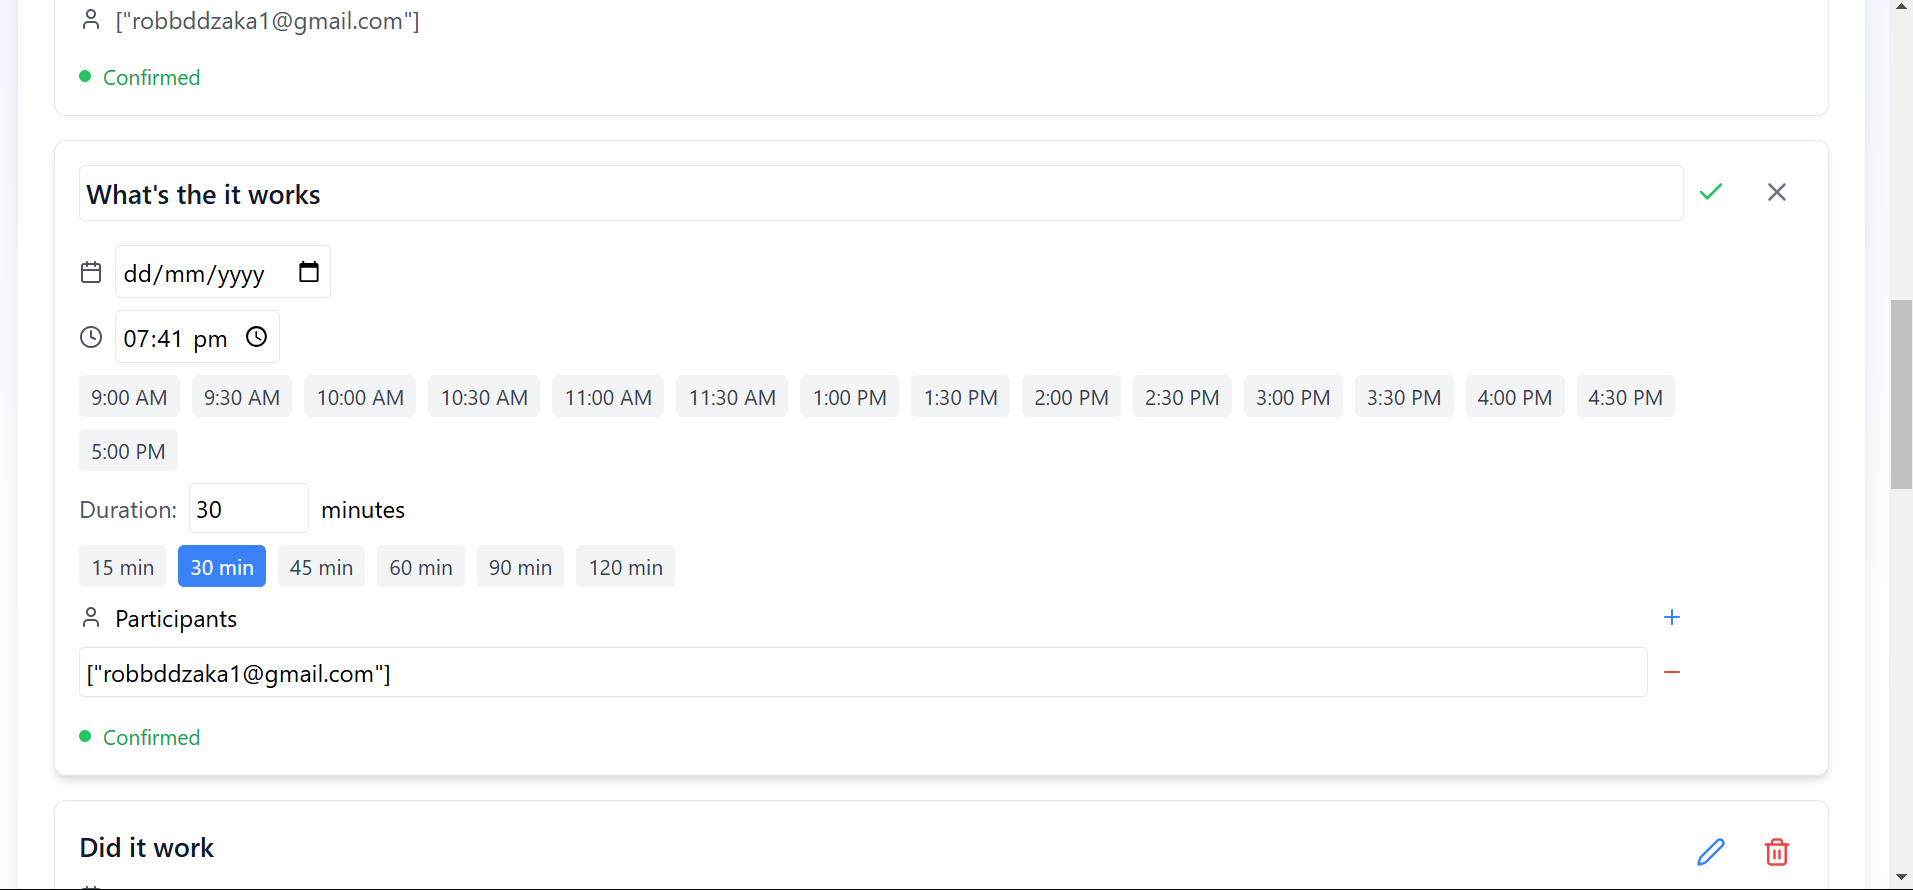 ["robbddzaka1@gmail.com"]
Confirmed
What's the it works
dd/mm/yyyy
07:41 pm
9:00 AM 9:30 AM 10:00 AM 10:30 AM 11:00 AM 11:30 AM 1:00 PM 1:30 PM 2:00 PM 2:30 PM 3:00 PM 3:30 PM 4:00 PM 4:30 PM
5:00 PM
Duration: 30 minutes
15 min 30 min 45 min 60 min 90 min 120 min
Participants
["robbddzaka1@gmail.com"]
Confirmed
Did it work